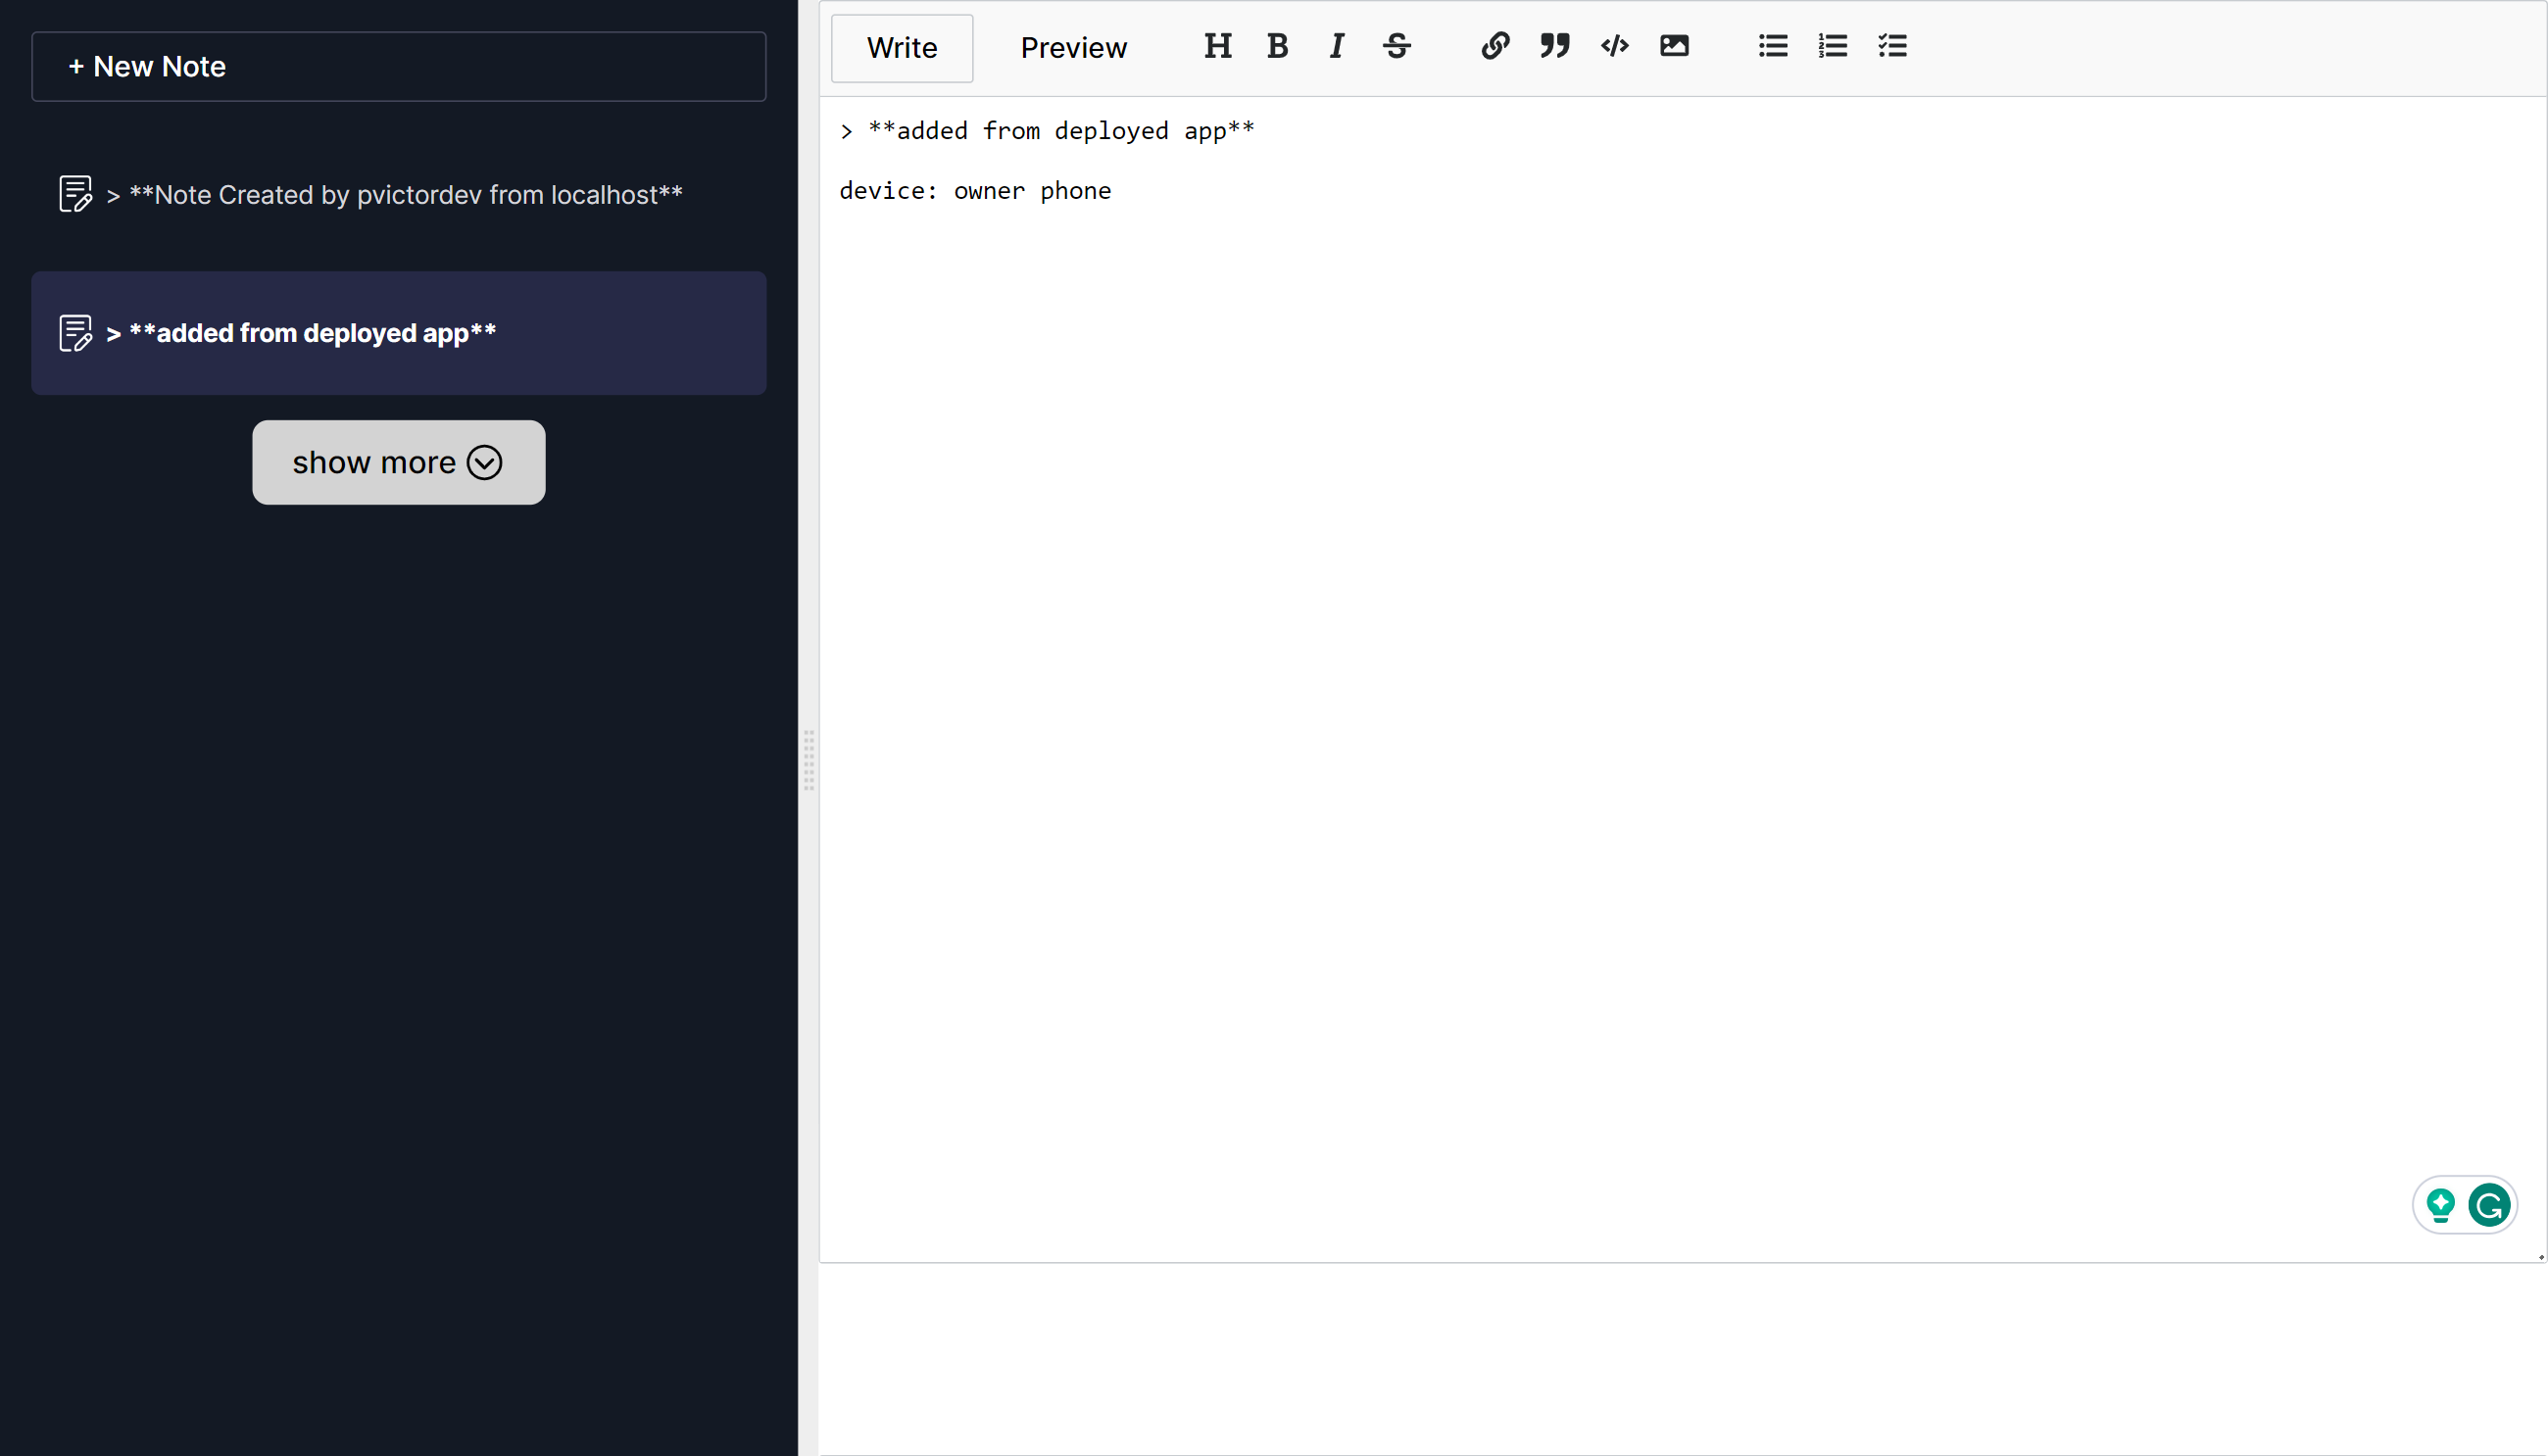 + New Note
> **Note Created by pvictordev from localhost**
> **added from deployed app**
show more
Write Preview H B I S
> **added from deployed app**
device: owner phone